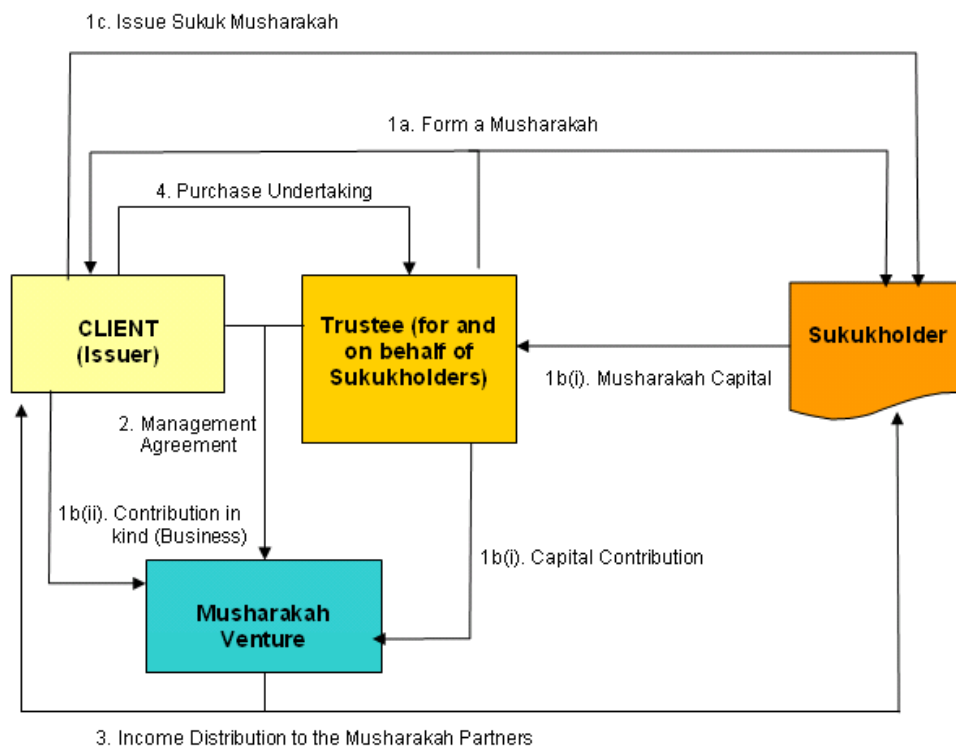 1c. Issue Sukuk Musharakah
1a. Form a Musharakah
4. Purchase Undertaking
CLIENT
(Issuer)
Trustee (for and
on behalf of
Sukukholders)
Sukukholder
1b(i). Musharakah Capital
2. Management
Agreement
1b(ii). Contribution in
kind (Business)
1b(i). Capital Contribution
Musharakah
Venture
3. Income Distribution to the Musharakah Partners